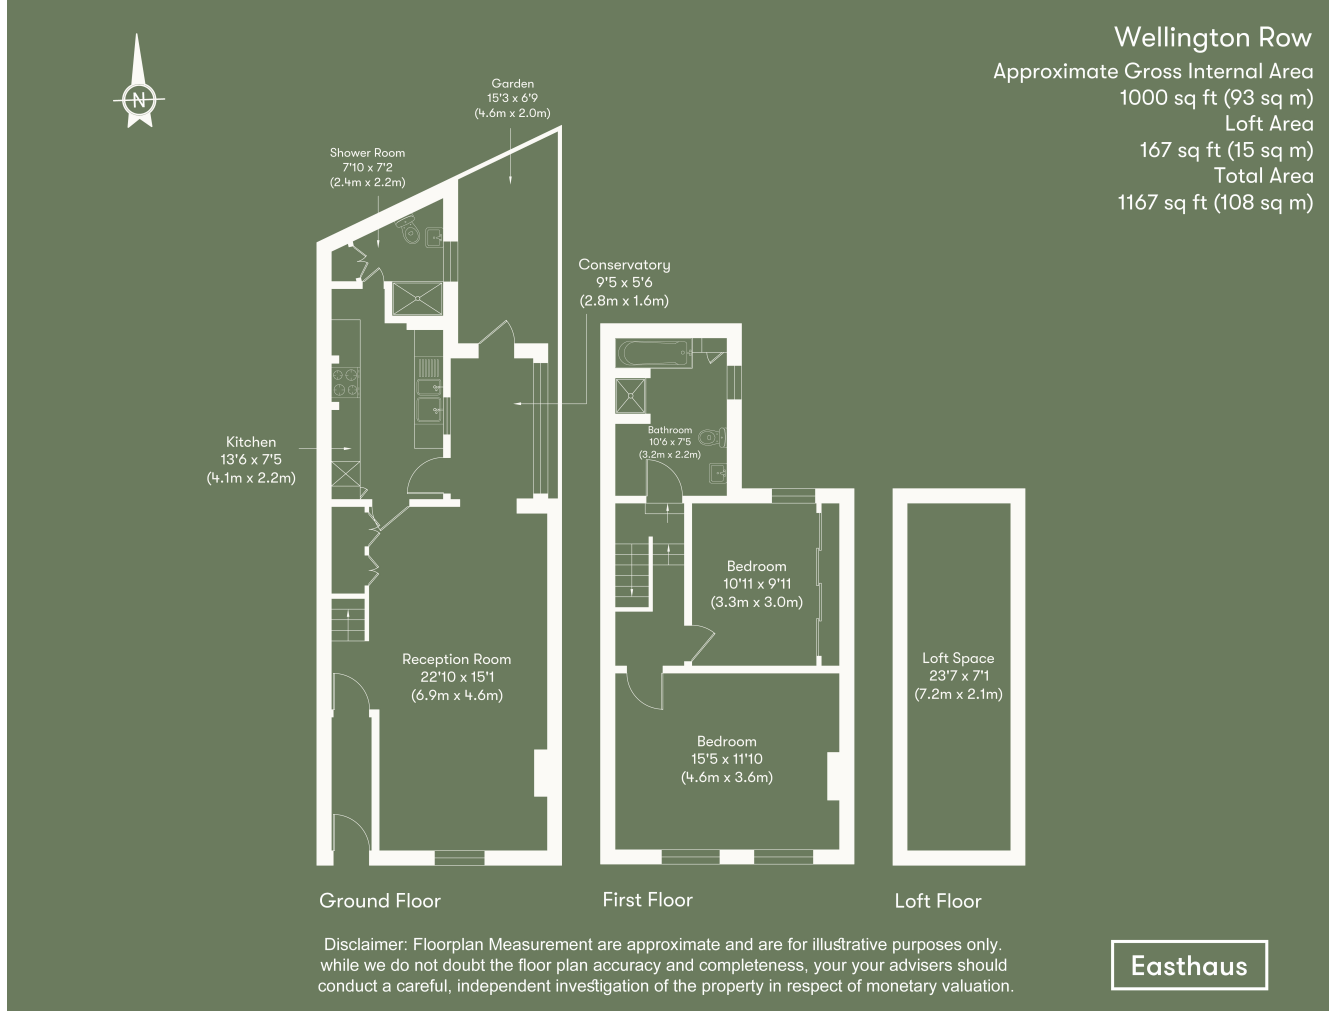 Wellington Row
Approximate Gross Internal Area
1000 sq ft (93 sq m)
Loft Area
167 sq ft (15 sq m)
Total Area
1167 sq ft (108 sq m)
N
Garden
15'3 x 6'9
(4.6m x 2.0m)
Shower Room
7'10 x 7'2
(2.4m x 2.2m)
Conservatory
9'5 x 5'6
(2.8m x 1.6m)
Kitchen
13'6 x 7'5
(4.1m x 2.2m)
Reception Room
22'10 x 15'1
(6.9m x 4.6m)
Bathroom
10'6 x 7'5
(3.2m x 2.2m)
Bedroom
10'11 x 9'11
(3.3m x 3.0m)
Bedroom
15'5 x 11'10
(4.6m x 3.6m)
Loft Space
23'7 x 7'1
(7.2m x 2.1m)
Ground Floor
First Floor
Loft Floor
Disclaimer: Floorplan Measurement are approximate and are for illustrative purposes only.
while we do not doubt the floor plan accuracy and completeness, your your advisers should
conduct a careful, independent investigation of the property in respect of monetary valuation.
Easthaus